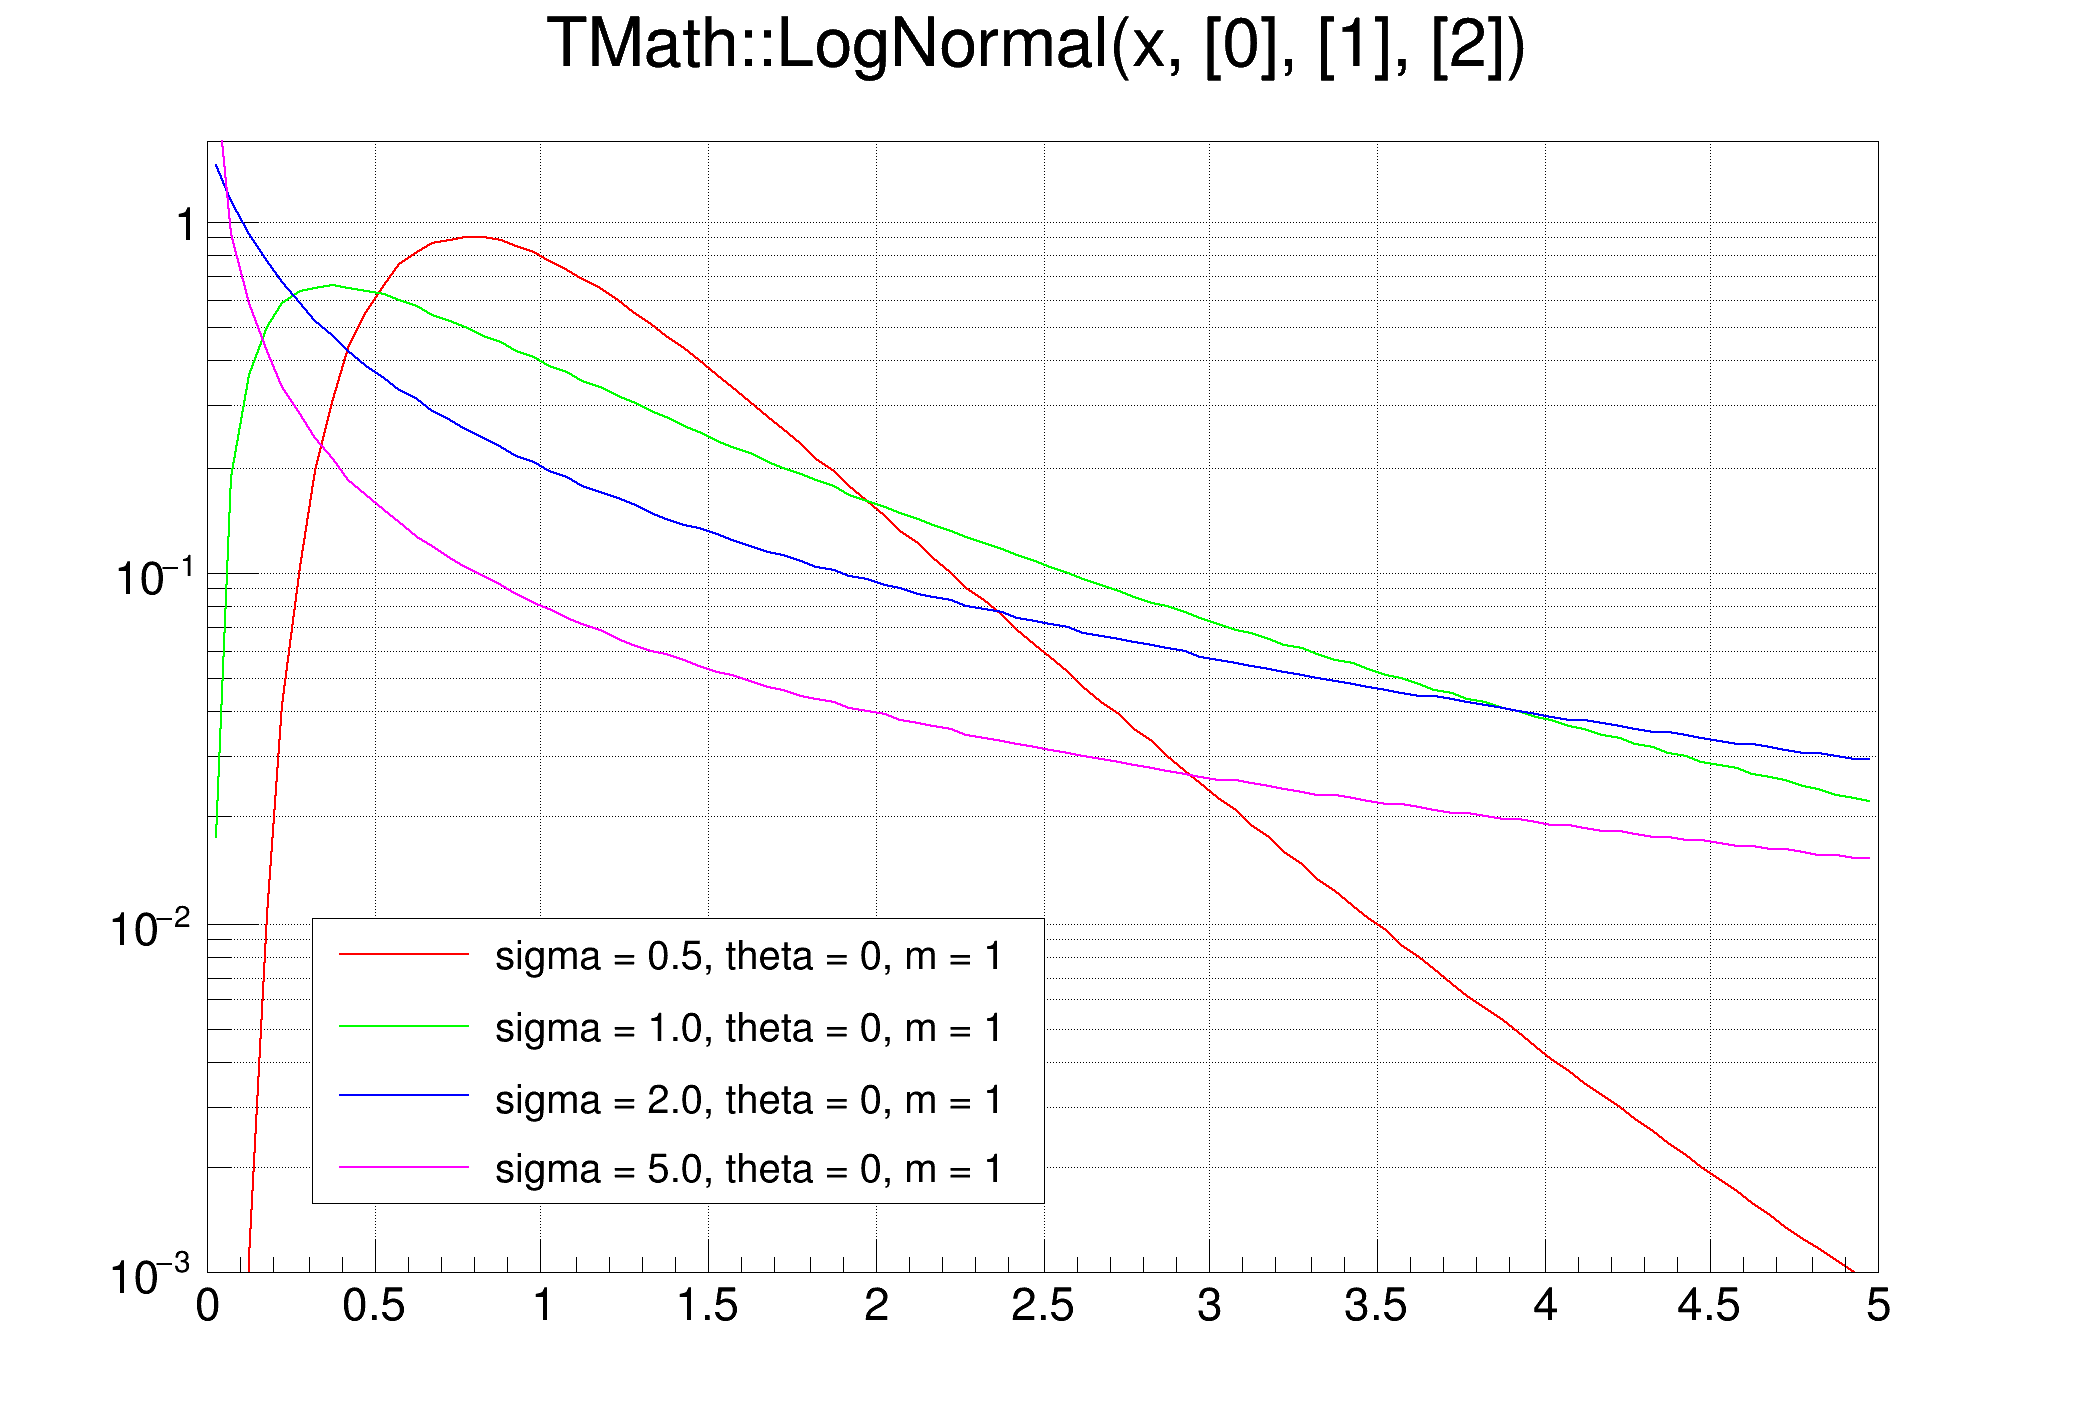 TMath::LogNormal(x, [0], [1], [2])
1
10−1
10−2
10−3
sigma = 0.5, theta = 0, m = 1
sigma = 1.0, theta = 0, m = 1
sigma = 2.0, theta = 0, m = 1
sigma = 5.0, theta = 0, m = 1
0 0.5 1 1.5 2 2.5 3 3.5 4 4.5 5